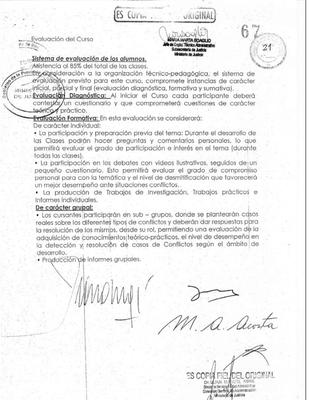 ES COPIA FIEL DEL ORIGINAL
MARIA MARTA BOAGLIO
Subsecretaría de Justicia
Ministerio de Justicia
67
21
Evaluación del Curso
Sistema de evaluación de los alumnos.
Asistencia al 85% del total de las clases.
En consideración a la organización técnico-pedagógica, el sistema de
evaluación previsto para este curso, compromete instancias de carácter
inicial, parcial y final (evaluación diagnóstica, formativa y sumativa).
Evaluación Diagnóstica: Al iniciar el Curso cada participante deberá
contestar un cuestionario y que comprometerá cuestiones de carácter
teórico y práctico.
Evaluación Formativa: En esta evaluación se considerará:
De carácter Individual:
• La participación y preparación previa del tema: Durante el desarrollo de
las Clases podrán hacer preguntas y comentarios personales, lo que
permitirá evaluar el grado de participación e interés en el tema (durante
todas las clases).
• La participación en los debates con videos ilustrativos, seguidos de un
pequeño cuestionario. Esto permitirá evaluar el grado de compromiso
personal para con la temática y el nivel de desmitificación que favorecerá
un mejor desempeño ante situaciones conflictos.
• La producción de Trabajos de Investigación, Trabajos prácticos e
Informes individuales.
De carácter grupal:
• Los cursantes participarán en sub – grupos, donde se plantearán casos
reales sobre los diferentes tipos de conflictos y deberán dar respuestas para
la resolución de los mismos, desde su rol, permitiendo una evaluación de la
adquisición de conocimientos teórico-prácticos, el nivel de desempeño en
la detección y resolución de casos de Conflictos según el ámbito de
desarrollo.
• Producción de informes grupales.
M. A. Acosta
ES COPIA FIEL DEL ORIGINAL
Ministerio de Justicia